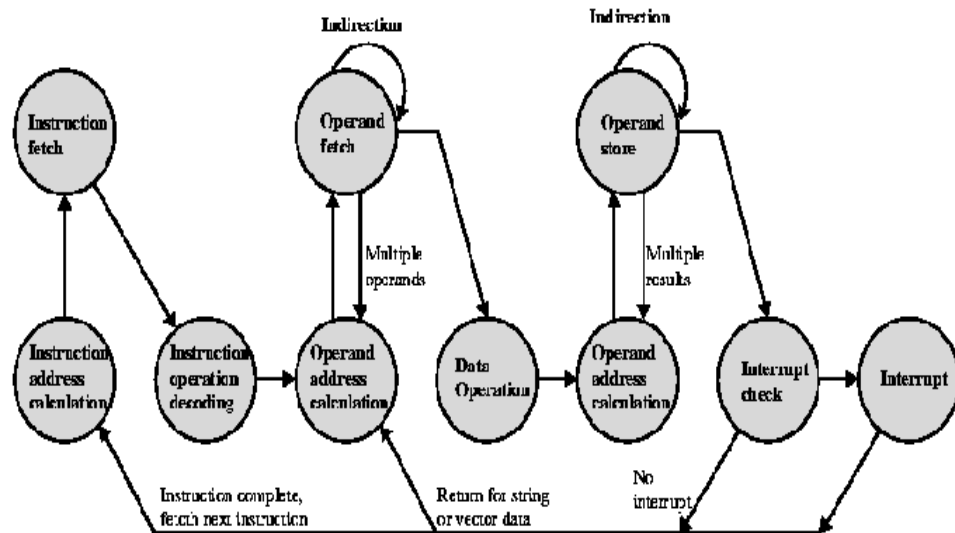 Indirection
Indirection
Instruction
fetch
Operand
fetch
Operand
store
Multiple
operands
Multiple
results
Instruction
address
calculation
Instruction
operation
decoding
Operand
address
calculation
Data
Operation
Operand
address
calculation
Interrupt
check
Interrupt
Instruction complete,
fetch next instruction
Return for string
or vector data
No
interrupt